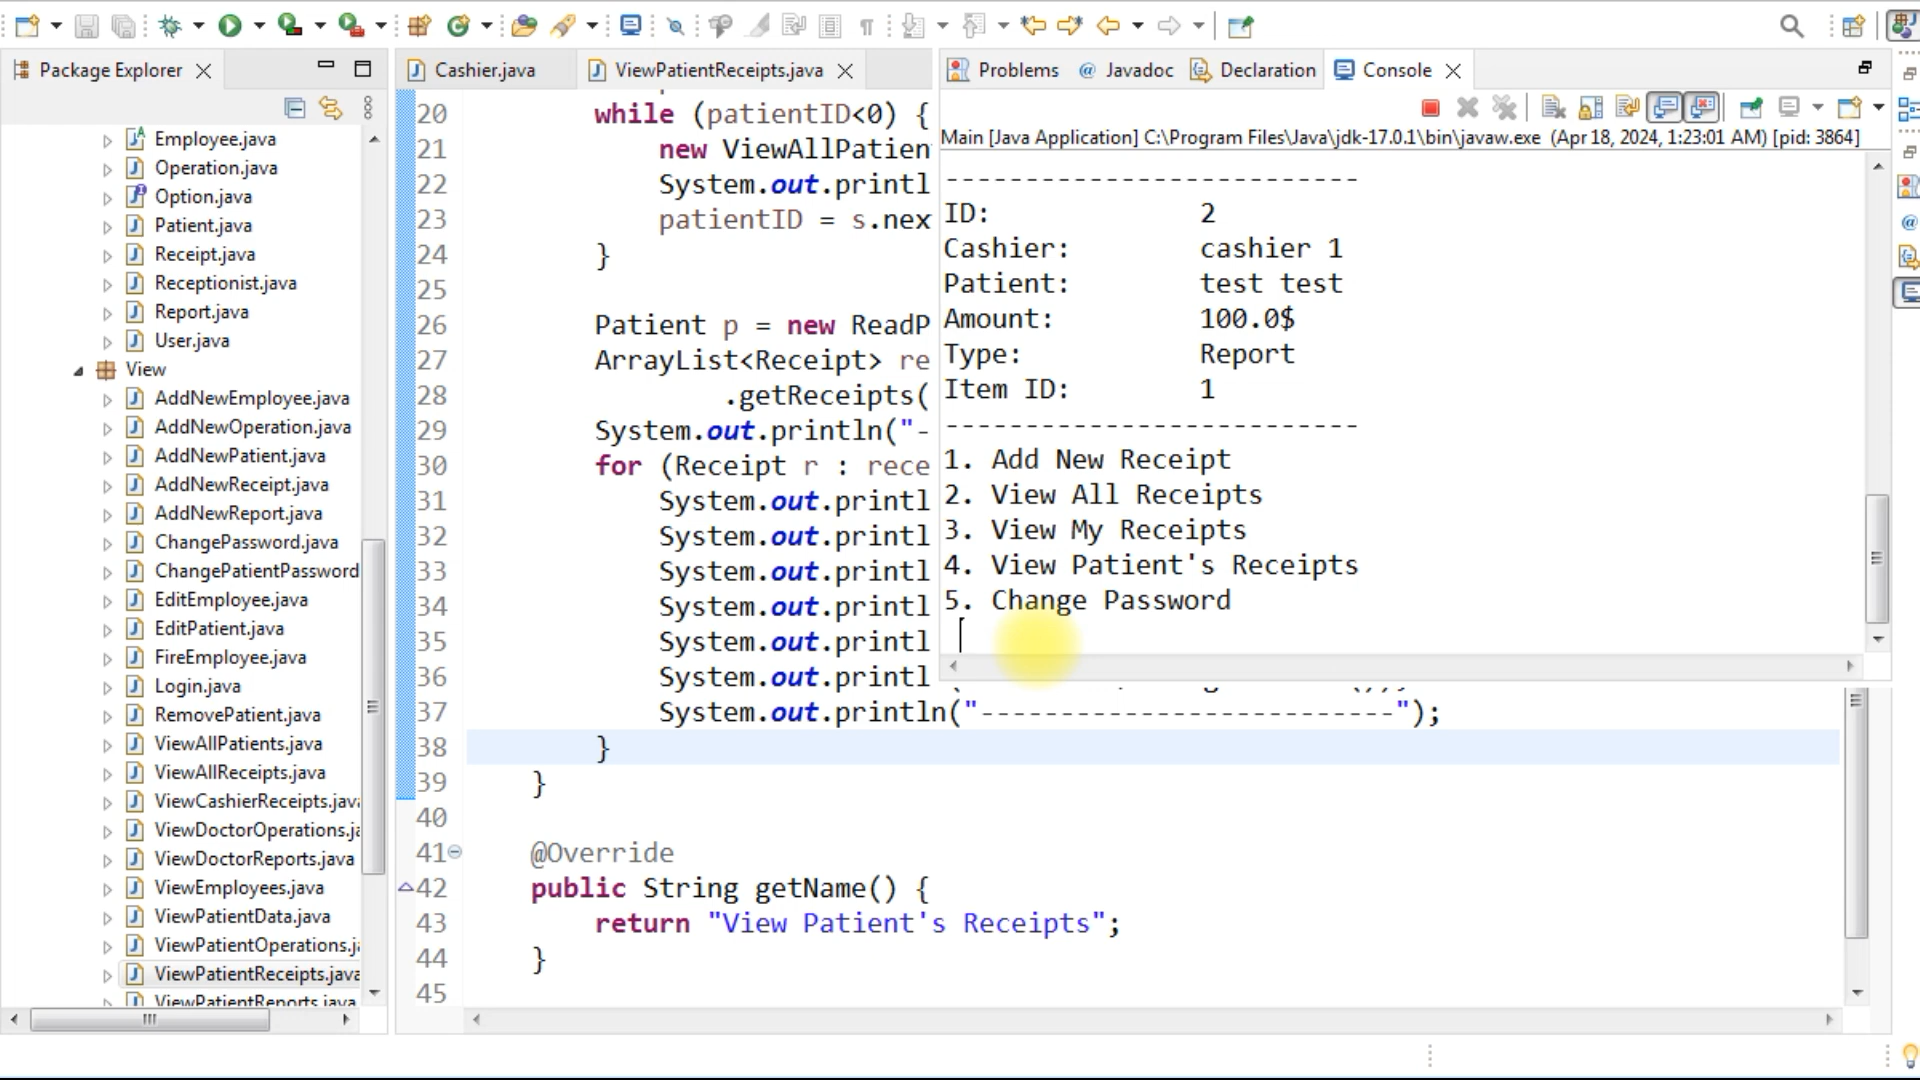 Package Explorer
Employee.java
Operation.java
Option.java
Patient.java
Receipt.java
Receptionist.java
Report.java
User.java
View
AddNewEmployee.java
AddNewOperation.java
AddNewPatient.java
AddNewReceipt.java
AddNewReport.java
ChangePassword.java
ChangePatientPassword
EditEmployee.java
EditPatient.java
FireEmployee.java
Login.java
RemovePatient.java
ViewAllPatients.java
ViewAllReceipts.java
ViewCashierReceipts.java
ViewDoctorOperations.ja
ViewDoctorReports.java
ViewEmployees.java
ViewPatientData.java
ViewPatientOperations.ja
ViewPatientReceipts.java
ViewPatientReports.java
Cashier.java
ViewPatientReceipts.java
20 while (patientID<0) {
21 new ViewAllPatien
22 System.out.printl
23 patientID = s.nex
24 }
25
26 Patient p = new ReadP
27 ArrayList<Receipt> re
28 .getReceipts(
29 System.out.println("-
30 for (Receipt r : rece
31 System.out.printl
32 System.out.printl
33 System.out.printl
34 System.out.printl
35 System.out.printl
36 System.out.printl
37 System.out.println("--------------------------");
38 }
39 }
40
41 @Override
42 public String getName() {
43 return "View Patient's Receipts";
44 }
45
Problems
Javadoc
Declaration
Console
Main [Java Application] C:\Program Files\Java\jdk-17.0.1\bin\javaw.exe (Apr 18, 2024, 1:23:01 AM) [pid: 3864]
--------------------------
ID: 2
Cashier: cashier 1
Patient: test test
Amount: 100.0$
Type: Report
Item ID: 1
--------------------------
1. Add New Receipt
2. View All Receipts
3. View My Receipts
4. View Patient's Receipts
5. Change Password